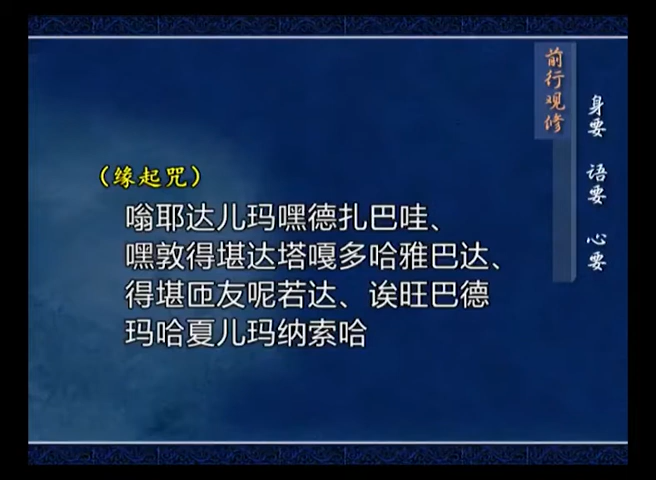 前行观修
身要 语要 心要
（缘起咒）
嗡耶达儿玛嘿德扎巴哇、
嘿敦得堪达塔嘎多哈雅巴达、
得堪匝友呢若达、诶旺巴德
玛哈夏儿玛纳索哈